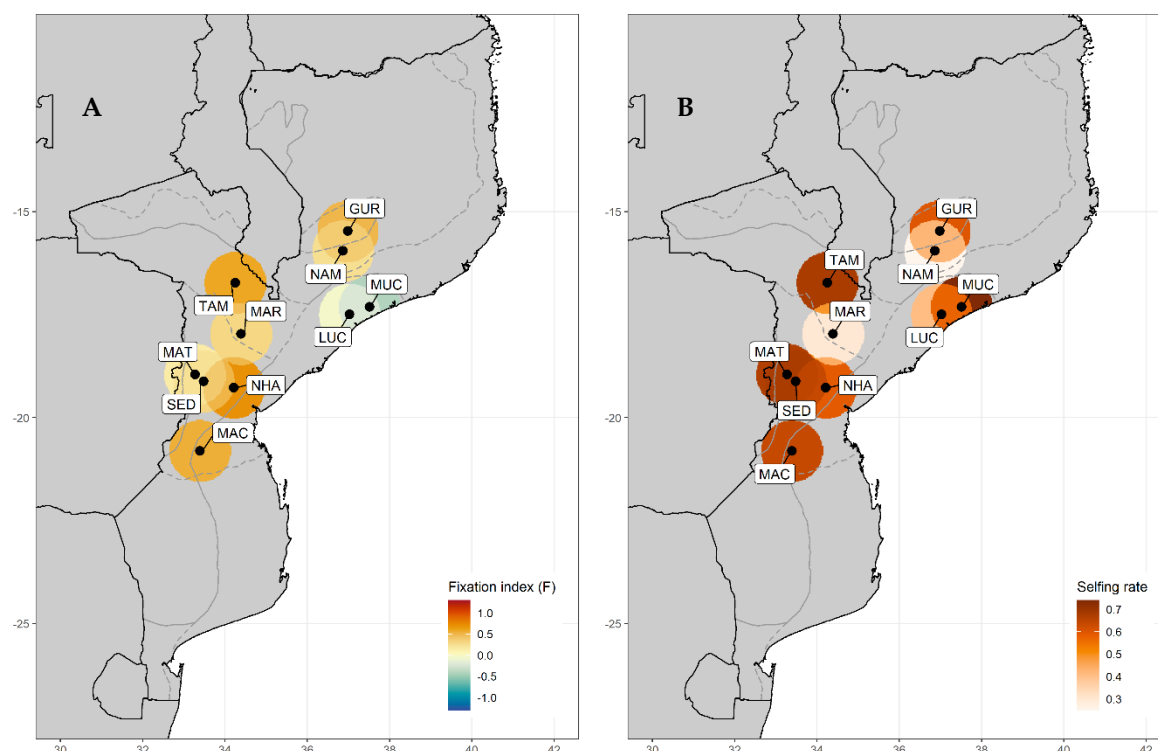 A
GUR
NAM
TAM
MUC
MAR
LUC
MAT
NHA
SED
MAC
-15
-20
-25
Fixation index (F)
1.0
0.5
0.0
-0.5
-1.0
30
32
34
36
38
40
42
B
GUR
TAM
NAM
MUC
MAR
LUC
MAT
NHA
SED
MAC
-15
-20
-25
Selfing rate
0.7
0.6
0.5
0.4
0.3
30
32
34
36
38
40
42